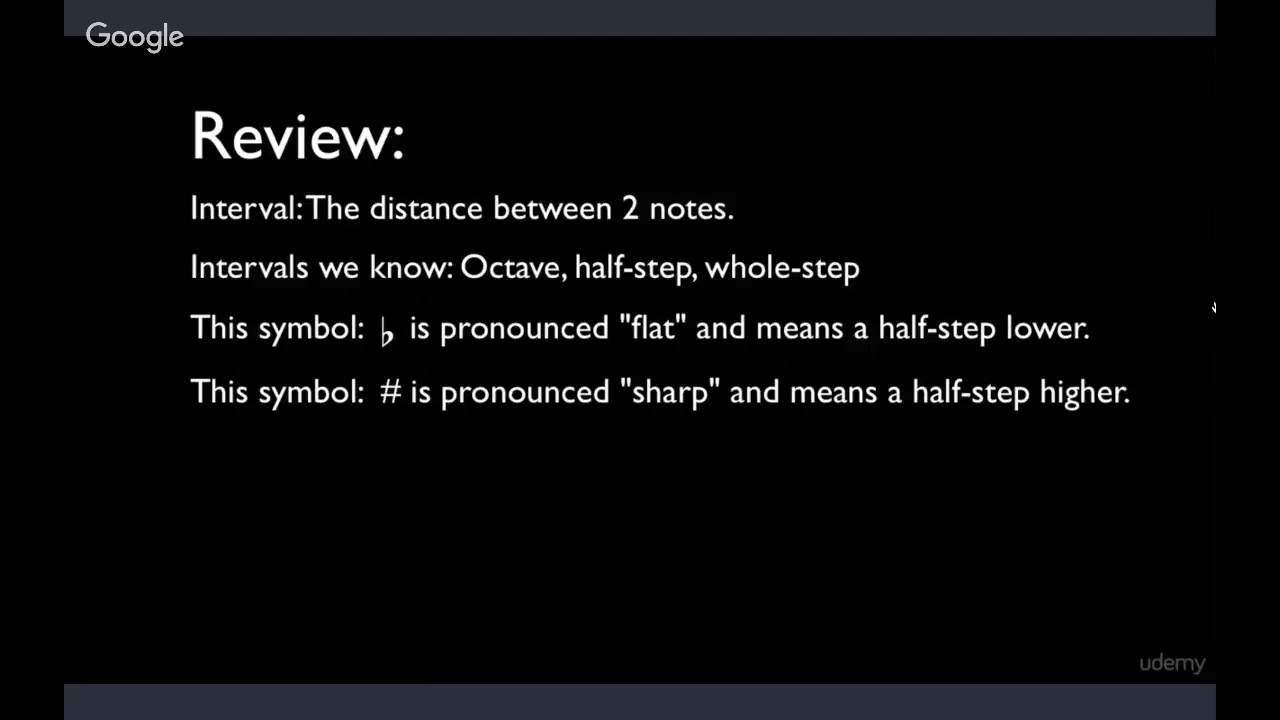 Google
Review:
Interval: The distance between 2 notes.
Intervals we know: Octave, half-step, whole-step
This symbol: ♭ is pronounced "flat" and means a half-step lower.
This symbol: # is pronounced "sharp" and means a half-step higher.
udemy